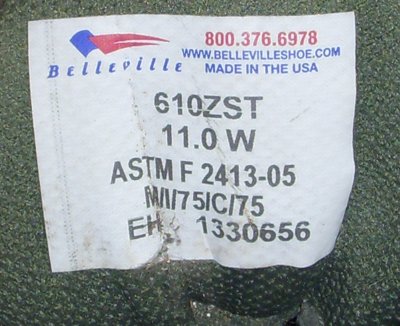 Belleville
800.376.6978
WWW.BELLEVILLESHOE.COM
MADE IN THE USA
610ZST
11.0 W
ASTM F 2413-05
M/I/75/C/75
EH 1330656